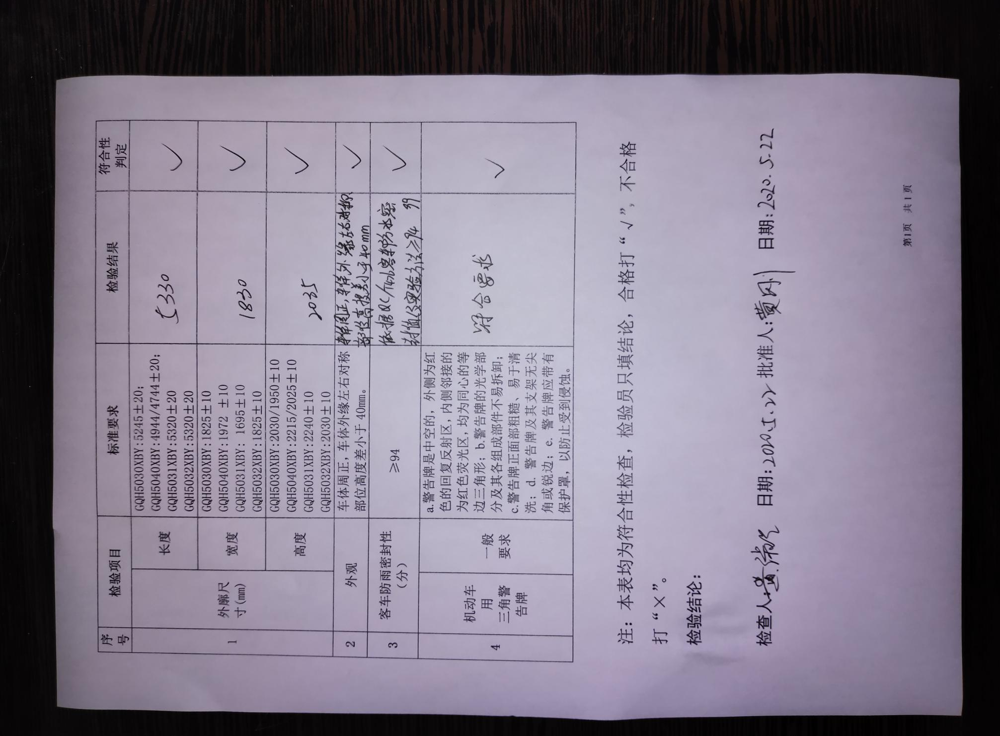 序号 检验项目 标准要求 检验结果 符合性判定
1 外廓尺寸(mm)
长度
GQH5030XBY:5245±20;
GQH5040XBY:4944/4744±20;
GQH5031XBY:5320±20
GQH5032XBY:5320±20
5330 ✓
宽度
GQH5030XBY:1825±10
GQH5040XBY:1972 ±10
GQH5031XBY: 1695±10
GQH5032XBY:1825±10
1830 ✓
高度
GQH5030XBY:2030/1950±10
GQH5040XBY:2215/2025±10
GQH5031XBY:2240±10
GQH5032XBY:2030±10
2035 ✓
2 外观
车体周正，车体外缘左右对称
部位高度差小于 40mm。
车体周正，车体外缘左右对称
部位高度差小于40mm
✓
3 客车防雨密封性
（分）
≥94
依据QC/T476客车防水密
封值及实验方法≥94 99
✓
4 机动车
用
三角警
告牌
一般
要求
a.警告牌是中空的，外侧为红
色的回复反射区，内侧邻接的
为红色荧光区，均为同心的等
边三角形；b.警告牌的光学部
分及其各组成部件不易拆卸；
c.警告牌正面部粗糙、易于清
洗；d. 警告牌及其支架无尖
角或锐边；e. 警告牌应带有
保护罩，以防止受到侵蚀。
符合要求 ✓
注：本表均为符合性检查，检验员只填结论，合格打“√”，不合格
打“×”。
检验结论：
检查人: 日期:2020.5.22 批准人:黄 日期:2020.5.22
第1页 共1页